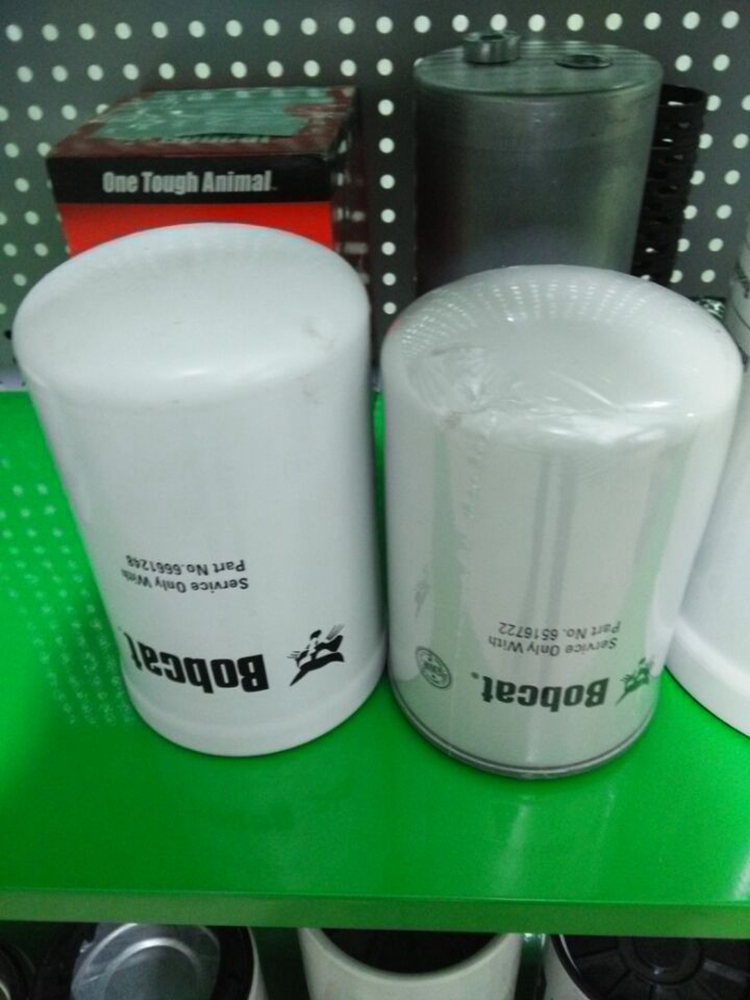 One Tough Animal
Bobcat.
Service Only With
Part No.6661248
Bobcat.
Service Only With
Part No. 6516722